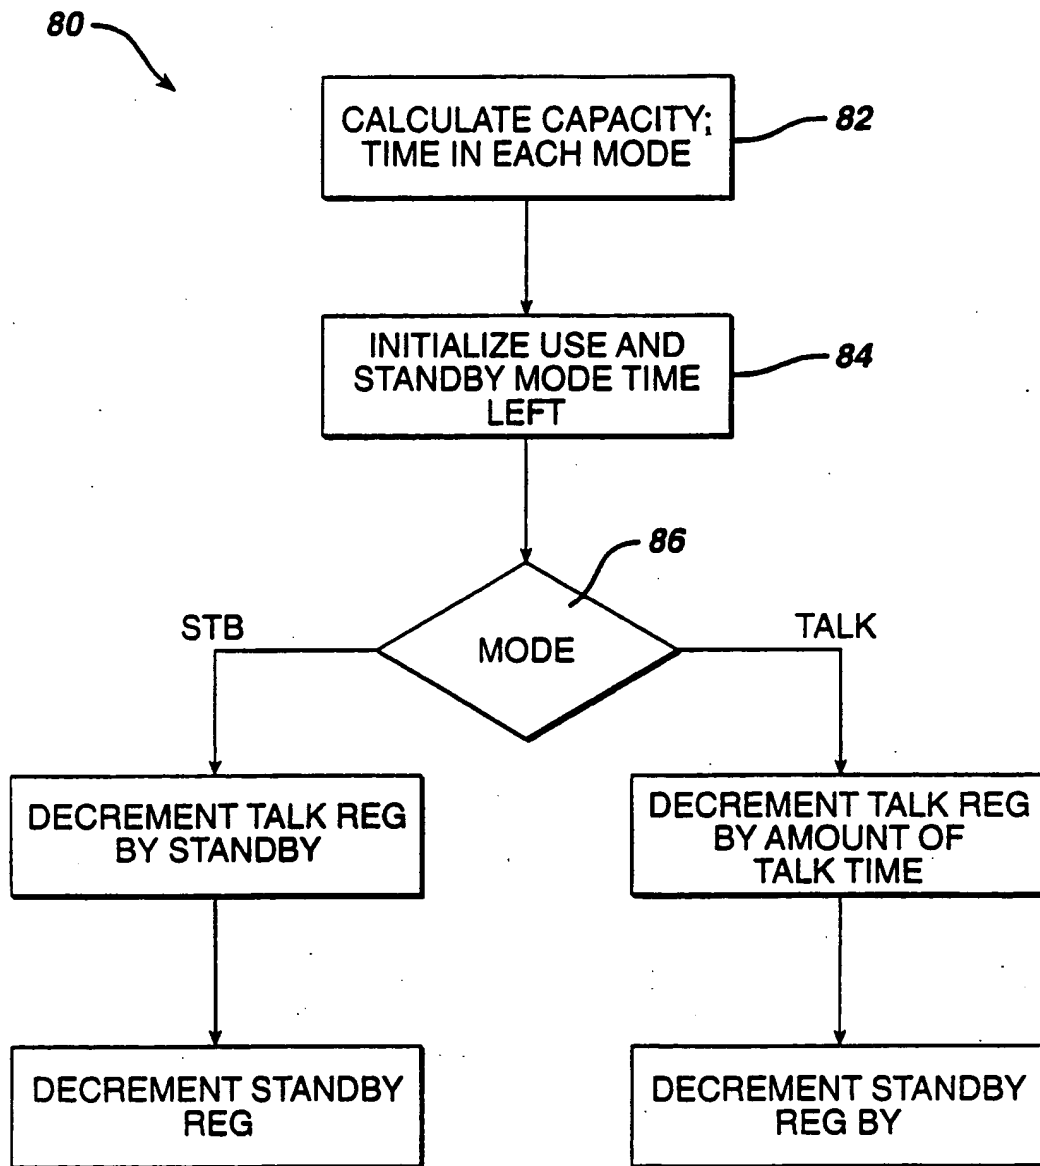 80
CALCULATE CAPACITY;
TIME IN EACH MODE
82
INITIALIZE USE AND
STANDBY MODE TIME
LEFT
84
86
MODE
STB
TALK
DECREMENT TALK REG
BY STANDBY
DECREMENT TALK REG
BY AMOUNT OF
TALK TIME
DECREMENT STANDBY
REG
DECREMENT STANDBY
REG BY